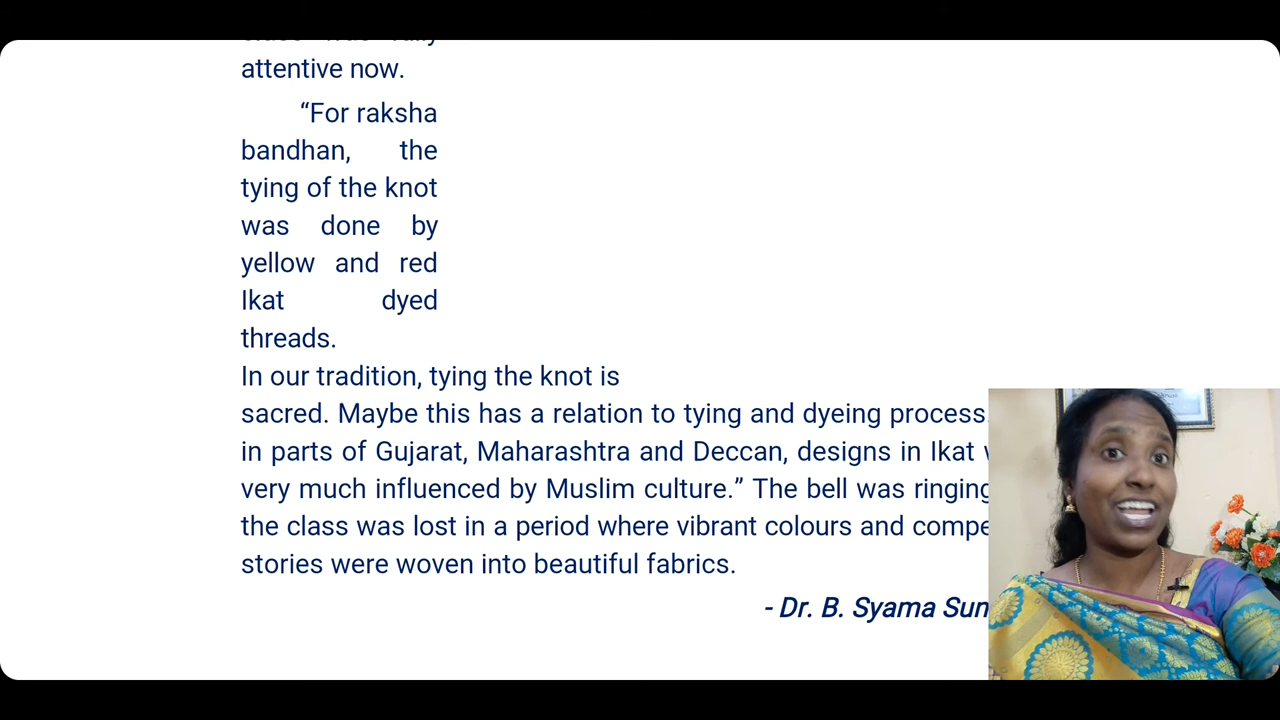 attentive now.
“For raksha
bandhan, the
tying of the knot
was done by
yellow and red
Ikat dyed
threads.
In our tradition, tying the knot is
sacred. Maybe this has a relation to tying and dyeing process.
in parts of Gujarat, Maharashtra and Deccan, designs in Ikat
very much influenced by Muslim culture.” The bell was ringing
the class was lost in a period where vibrant colours and
stories were woven into beautiful fabrics.
- Dr. B. Syama